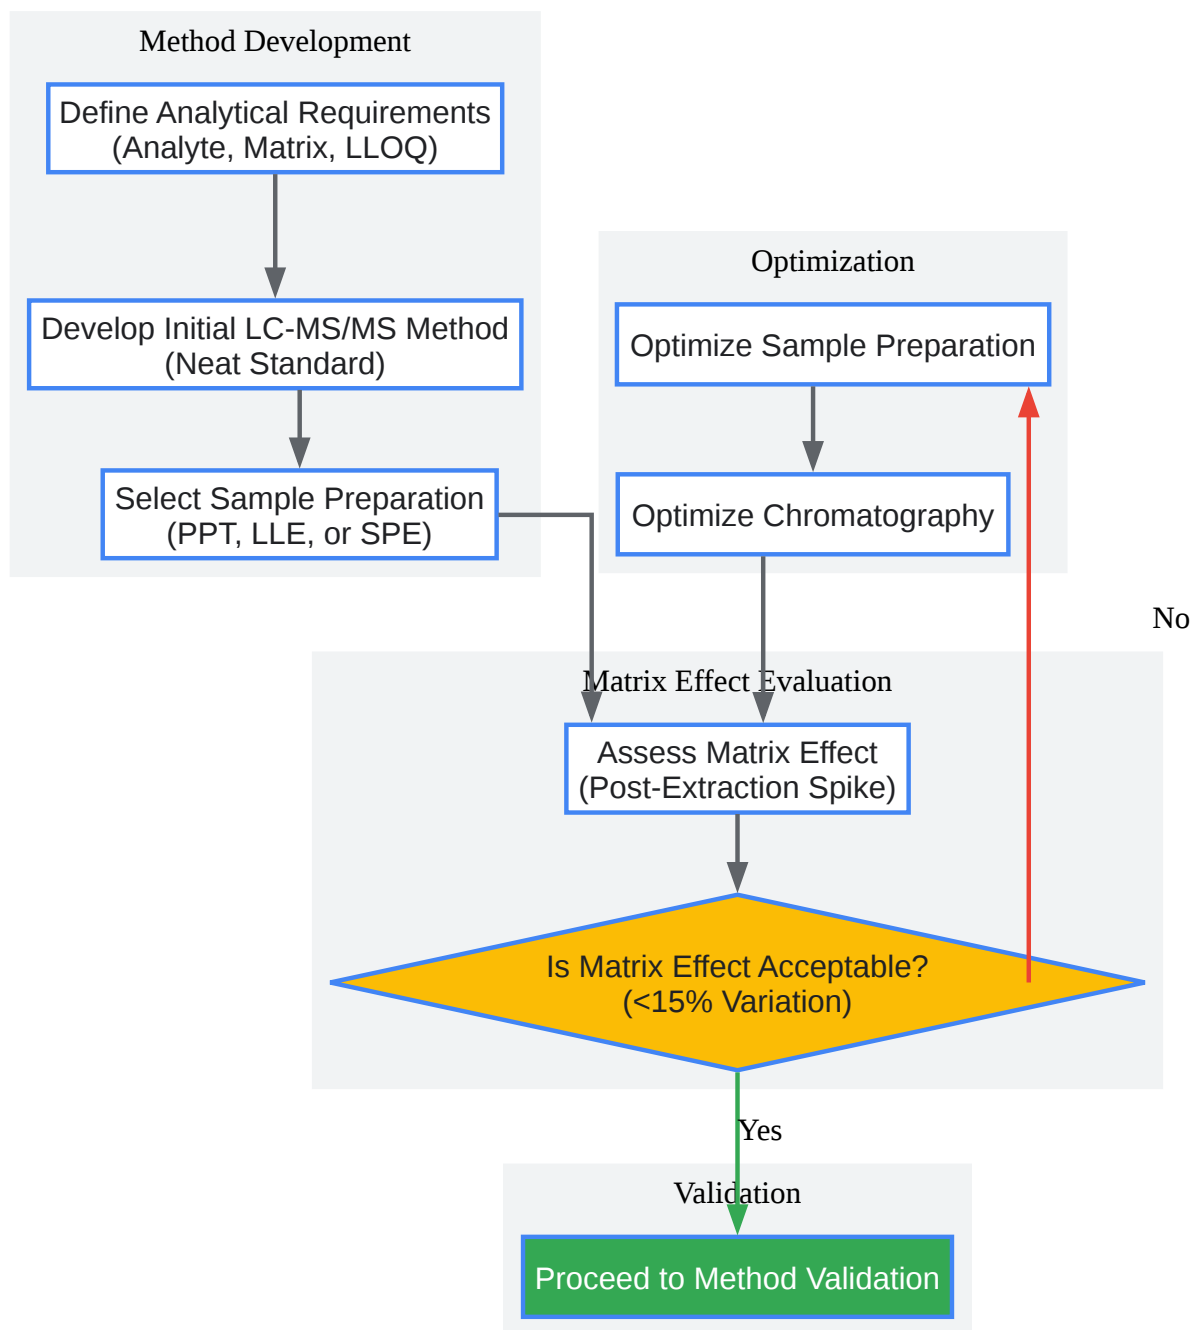 Method Development
Define Analytical Requirements
(Analyte, Matrix, LLOQ)
Develop Initial LC-MS/MS Method
(Neat Standard)
Select Sample Preparation
(PPT, LLE, or SPE)
Optimization
Optimize Sample Preparation
Optimize Chromatography
No
Matrix Effect Evaluation
Assess Matrix Effect
(Post-Extraction Spike)
Is Matrix Effect Acceptable?
(<15% Variation)
Yes
Validation
Proceed to Method Validation